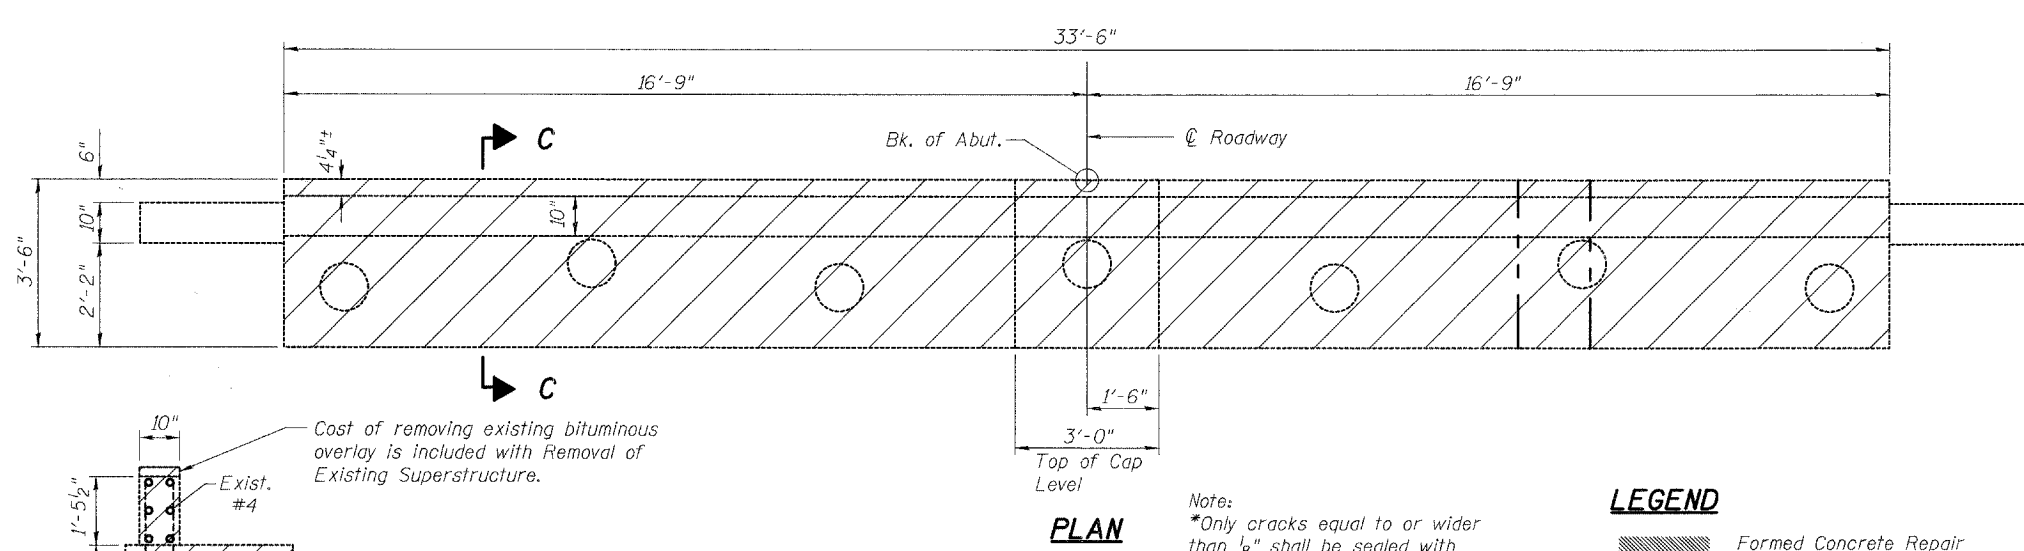 33'-6"
16'-9"
16'-9"
C
Bk. of Abut.
℄ Roadway
6"
4¼"±
10"
10"
3'-6"
2'-2"
C
1'-6"
3'-0"
Top of Cap
Level
10"
Cost of removing existing bituminous
overlay is included with Removal of
Existing Superstructure.
Exist.
#4
1'-5½"
PLAN
Note:
*Only cracks equal to or wider
than ⅛" shall be sealed with
LEGEND
Formed Concrete Repair